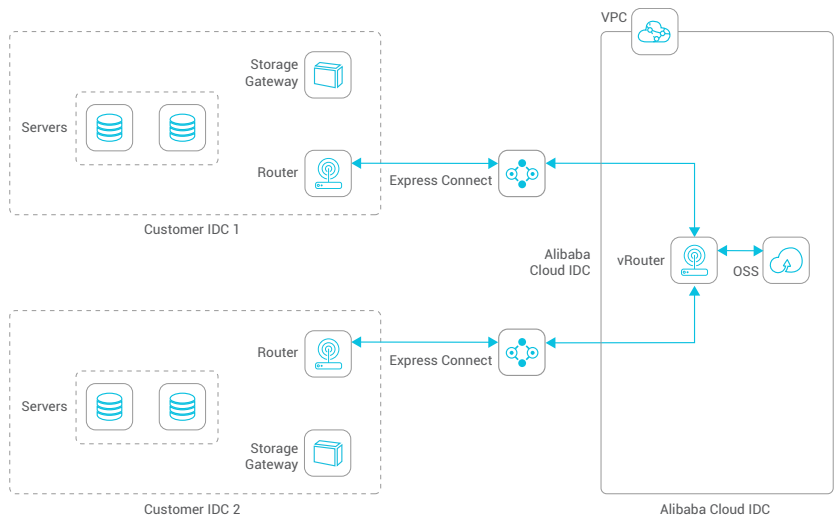 VPC
Storage
Gateway
Servers
Router
Express Connect
Customer IDC 1
Alibaba
Cloud IDC
vRouter
OSS
Router
Express Connect
Servers
Storage
Gateway
Customer IDC 2
Alibaba Cloud IDC